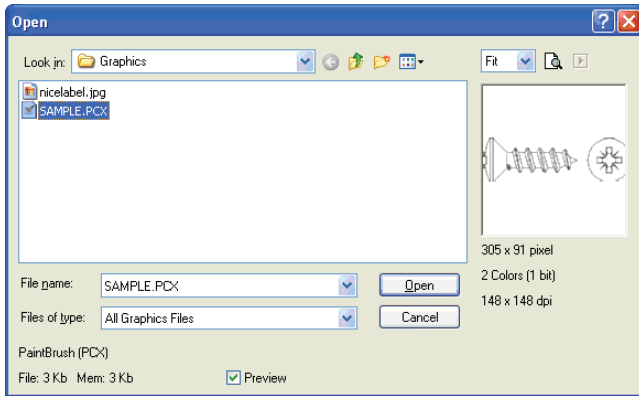 Open
Look in: Graphics
Fit
nicelabel.jpg
SAMPLE.PCX
305 x 91 pixel
2 Colors (1 bit)
148 x 148 dpi
File name: SAMPLE.PCX Open
Files of type: All Graphics Files Cancel
PaintBrush (PCX)
File: 3 Kb Mem: 3 Kb Preview